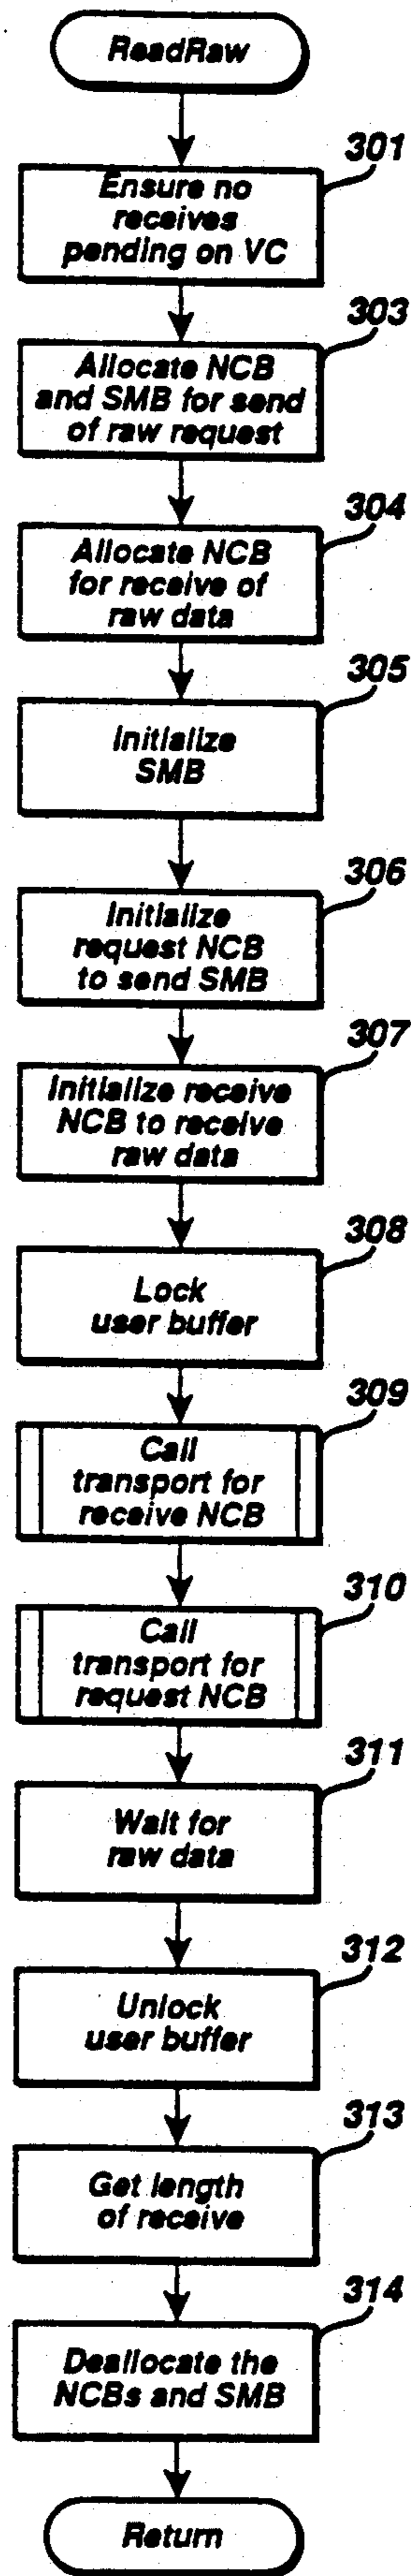 ReadRaw
301
Ensure no
receives
pending on VC
303
Allocate NCB
and SMB for send
of raw request
304
Allocate NCB
for receive of
raw data
305
Initialize
SMB
306
Initialize
request NCB
to send SMB
307
Initialize receive
NCB to receive
raw data
308
Lock
user buffer
309
Call
transport for
receive NCB
310
Call
transport for
request NCB
311
Wait for
raw data
312
Unlock
user buffer
313
Get length
of receive
314
Deallocate the
NCBs and SMB
Return